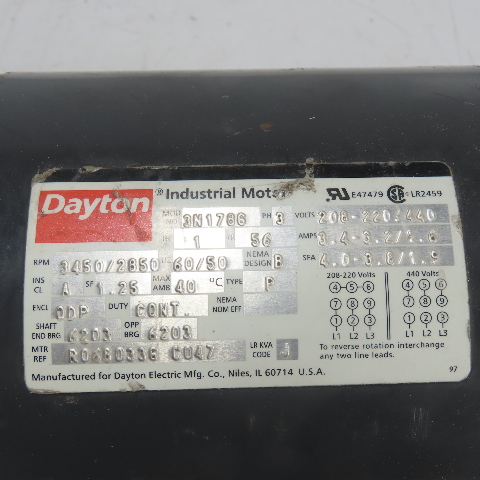 Dayton® Industrial Motor
E47479 LR2459
MOD 3N178G PH 3 VOLTS 208-220/440
1 56 AMPS 3.4-3.2/1.6
RPM 3450/2850 60/50 NEMA DESIGN B SFA 4.0-3.8/1.9
INS CL A SF 1.25 MAX AMB 40 °C TYPE P
ENCL ODP DUTY CONT. NEMA NOM EFF
SHAFT END BRG 6203 OPP BRG 6203
MTR REF R0680338 C047 LR KVA CODE J
208-220 Volts 440 Volts
4 5 6 4 5 6
7 8 9 7 8 9
1 2 3 1 2 3
L1 L2 L3 L1 L2 L3
To reverse rotation interchange
any two line leads.
Manufactured for Dayton Electric Mfg. Co., Niles, IL 60714 U.S.A.
97